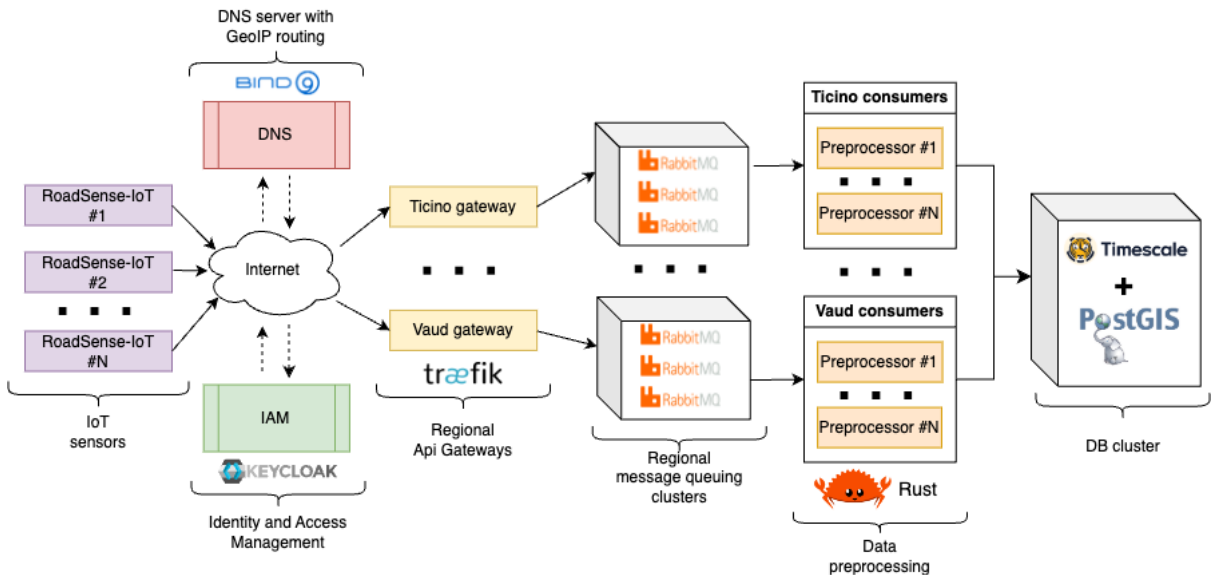 DNS server with
GeoIP routing
BIND 9
DNS
RoadSense-IoT
#1
RoadSense-IoT
#2
RoadSense-IoT
#N
IoT
sensors
Internet
IAM
KEYCLOAK
Identity and Access
Management
Ticino gateway
Vaud gateway
træfik
Regional
Api Gateways
RabbitMQ
RabbitMQ
RabbitMQ
RabbitMQ
RabbitMQ
RabbitMQ
Regional
message queuing
clusters
Ticino consumers
Preprocessor #1
Preprocessor #N
Vaud consumers
Preprocessor #1
Preprocessor #N
Rust
Data
preprocessing
Timescale
+
PostGIS
DB cluster